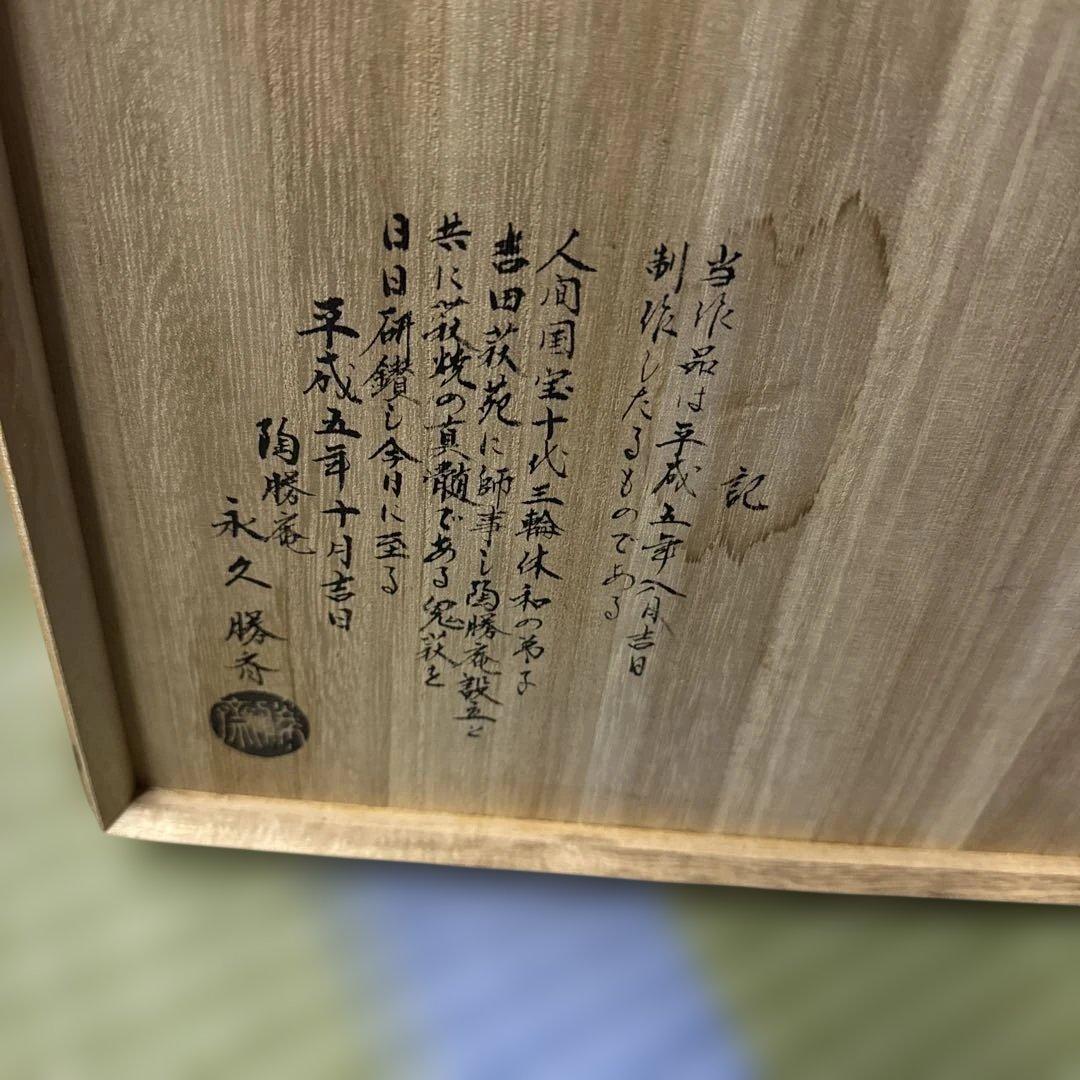 記
当作品は平成五年八月吉日
制作したるものである
人間国宝十代三輪休和の弟子
吉田萩苑に師事し陶勝庵設立と
共に萩焼の真髄である鬼萩を
日日研鑽し今日に至る
平成五年十月吉日
陶勝庵
永久勝斉